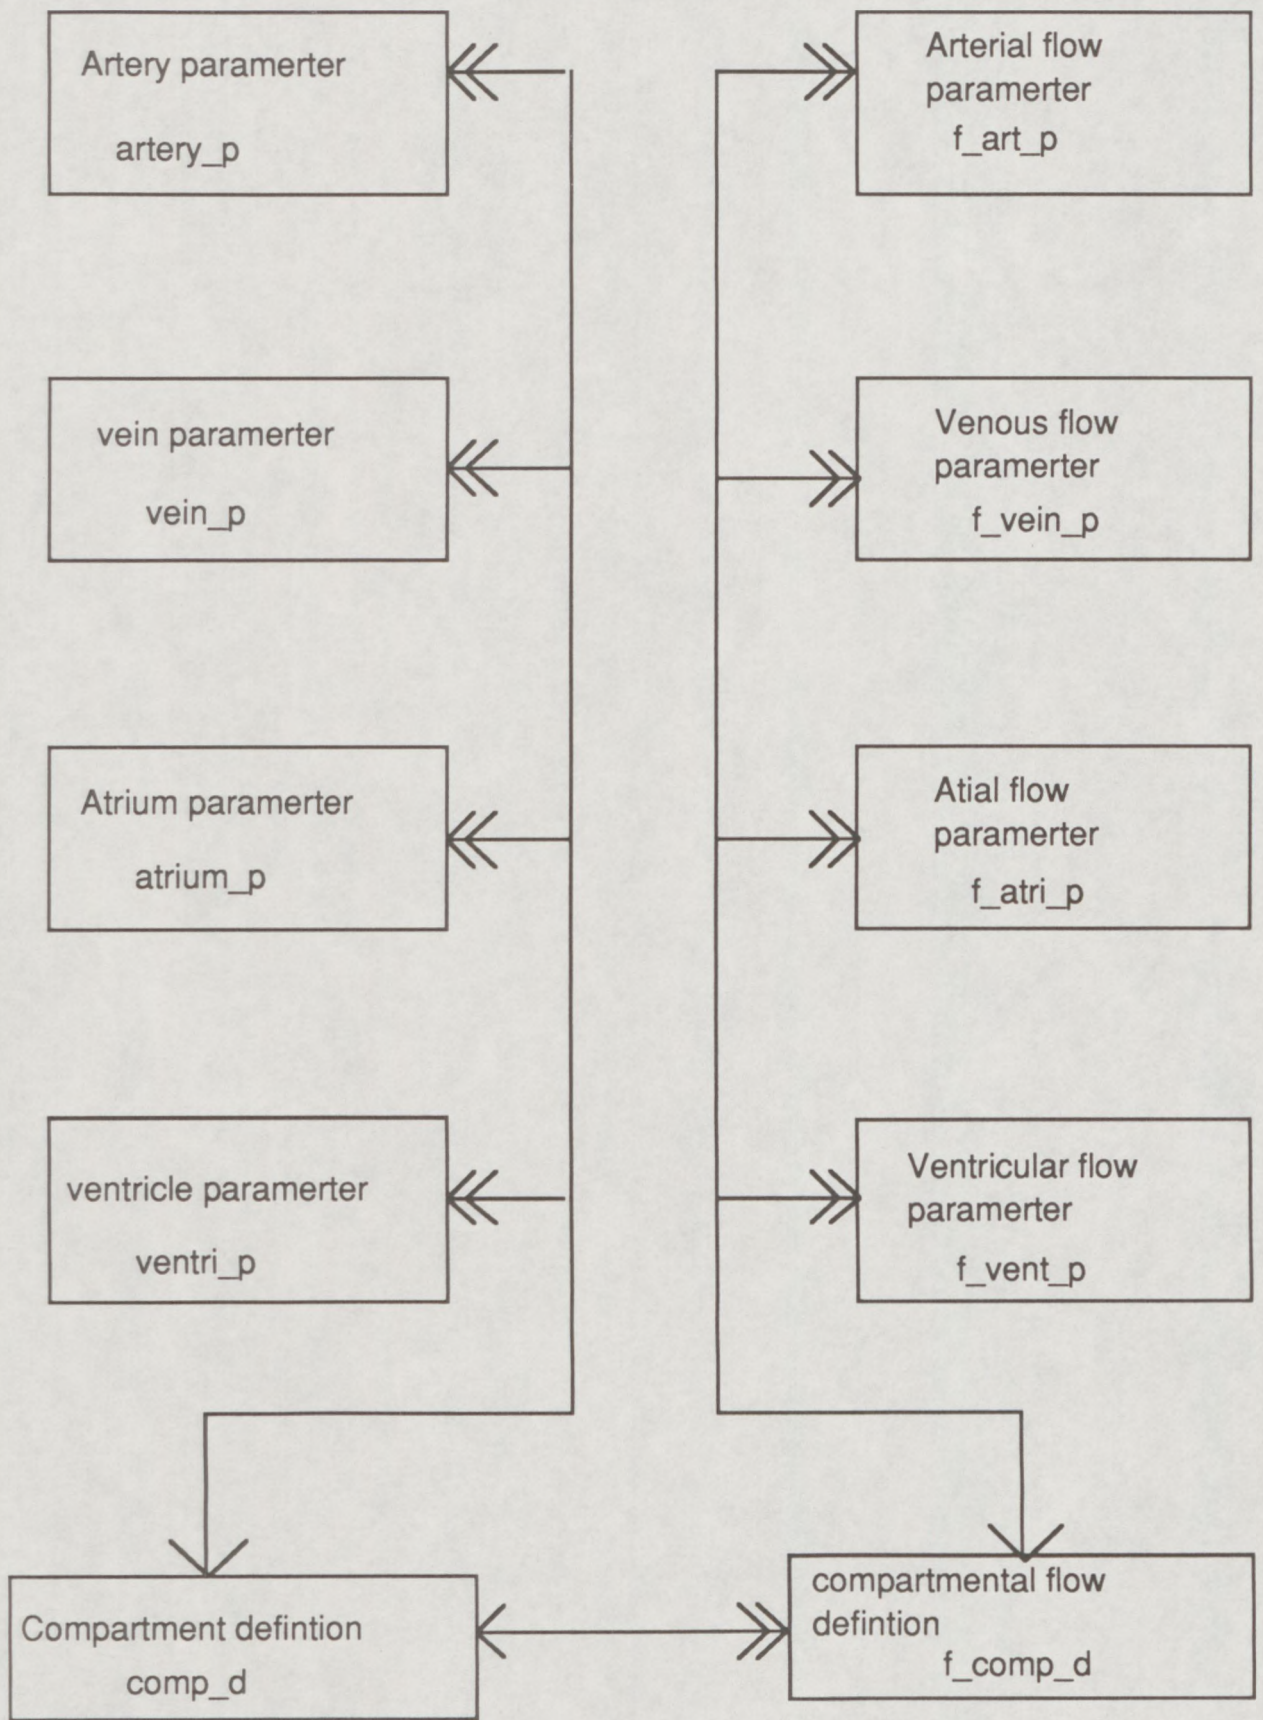 Artery paramerter
artery_p
Arterial flow
paramerter
f_art_p
vein paramerter
vein_p
Venous flow
paramerter
f_vein_p
Atrium paramerter
atrium_p
Atial flow
paramerter
f_atri_p
ventricle paramerter
ventri_p
Ventricular flow
paramerter
f_vent_p
Compartment defintion
comp_d
compartmental flow
defintion
f_comp_d